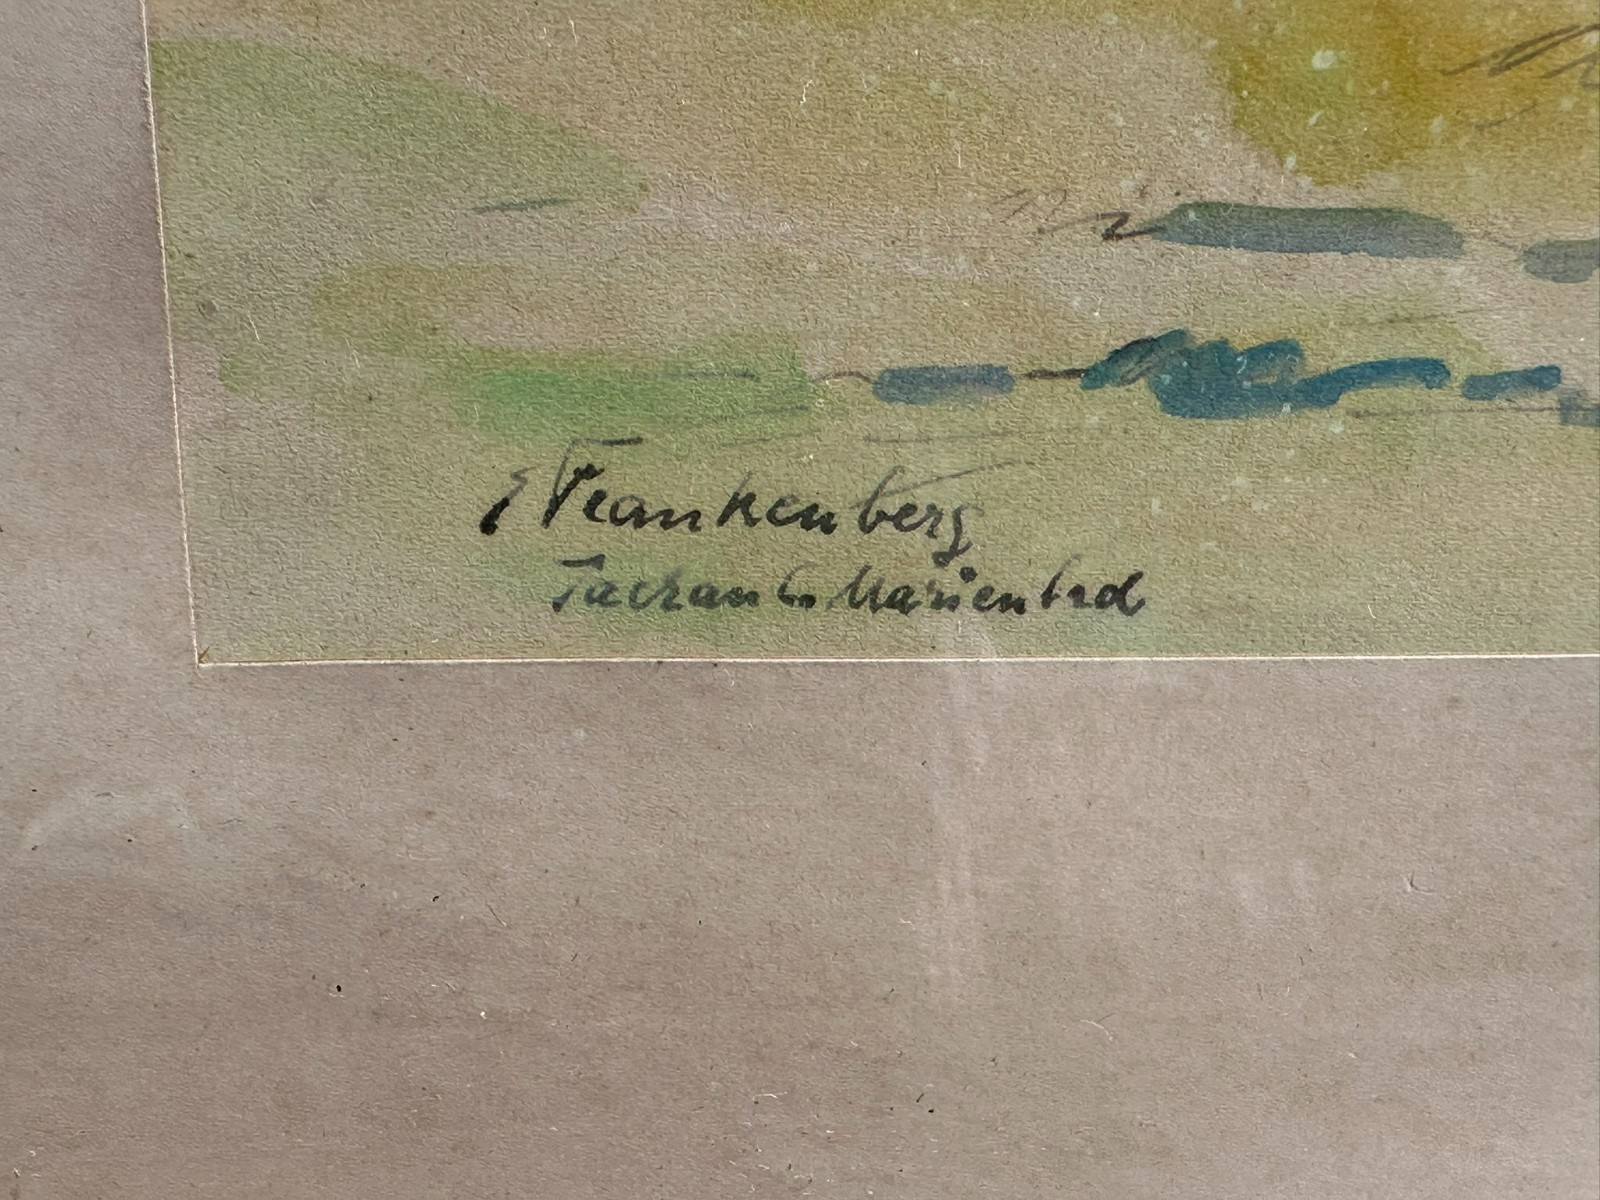 E Frankenberg
Tachau b. Marienbad